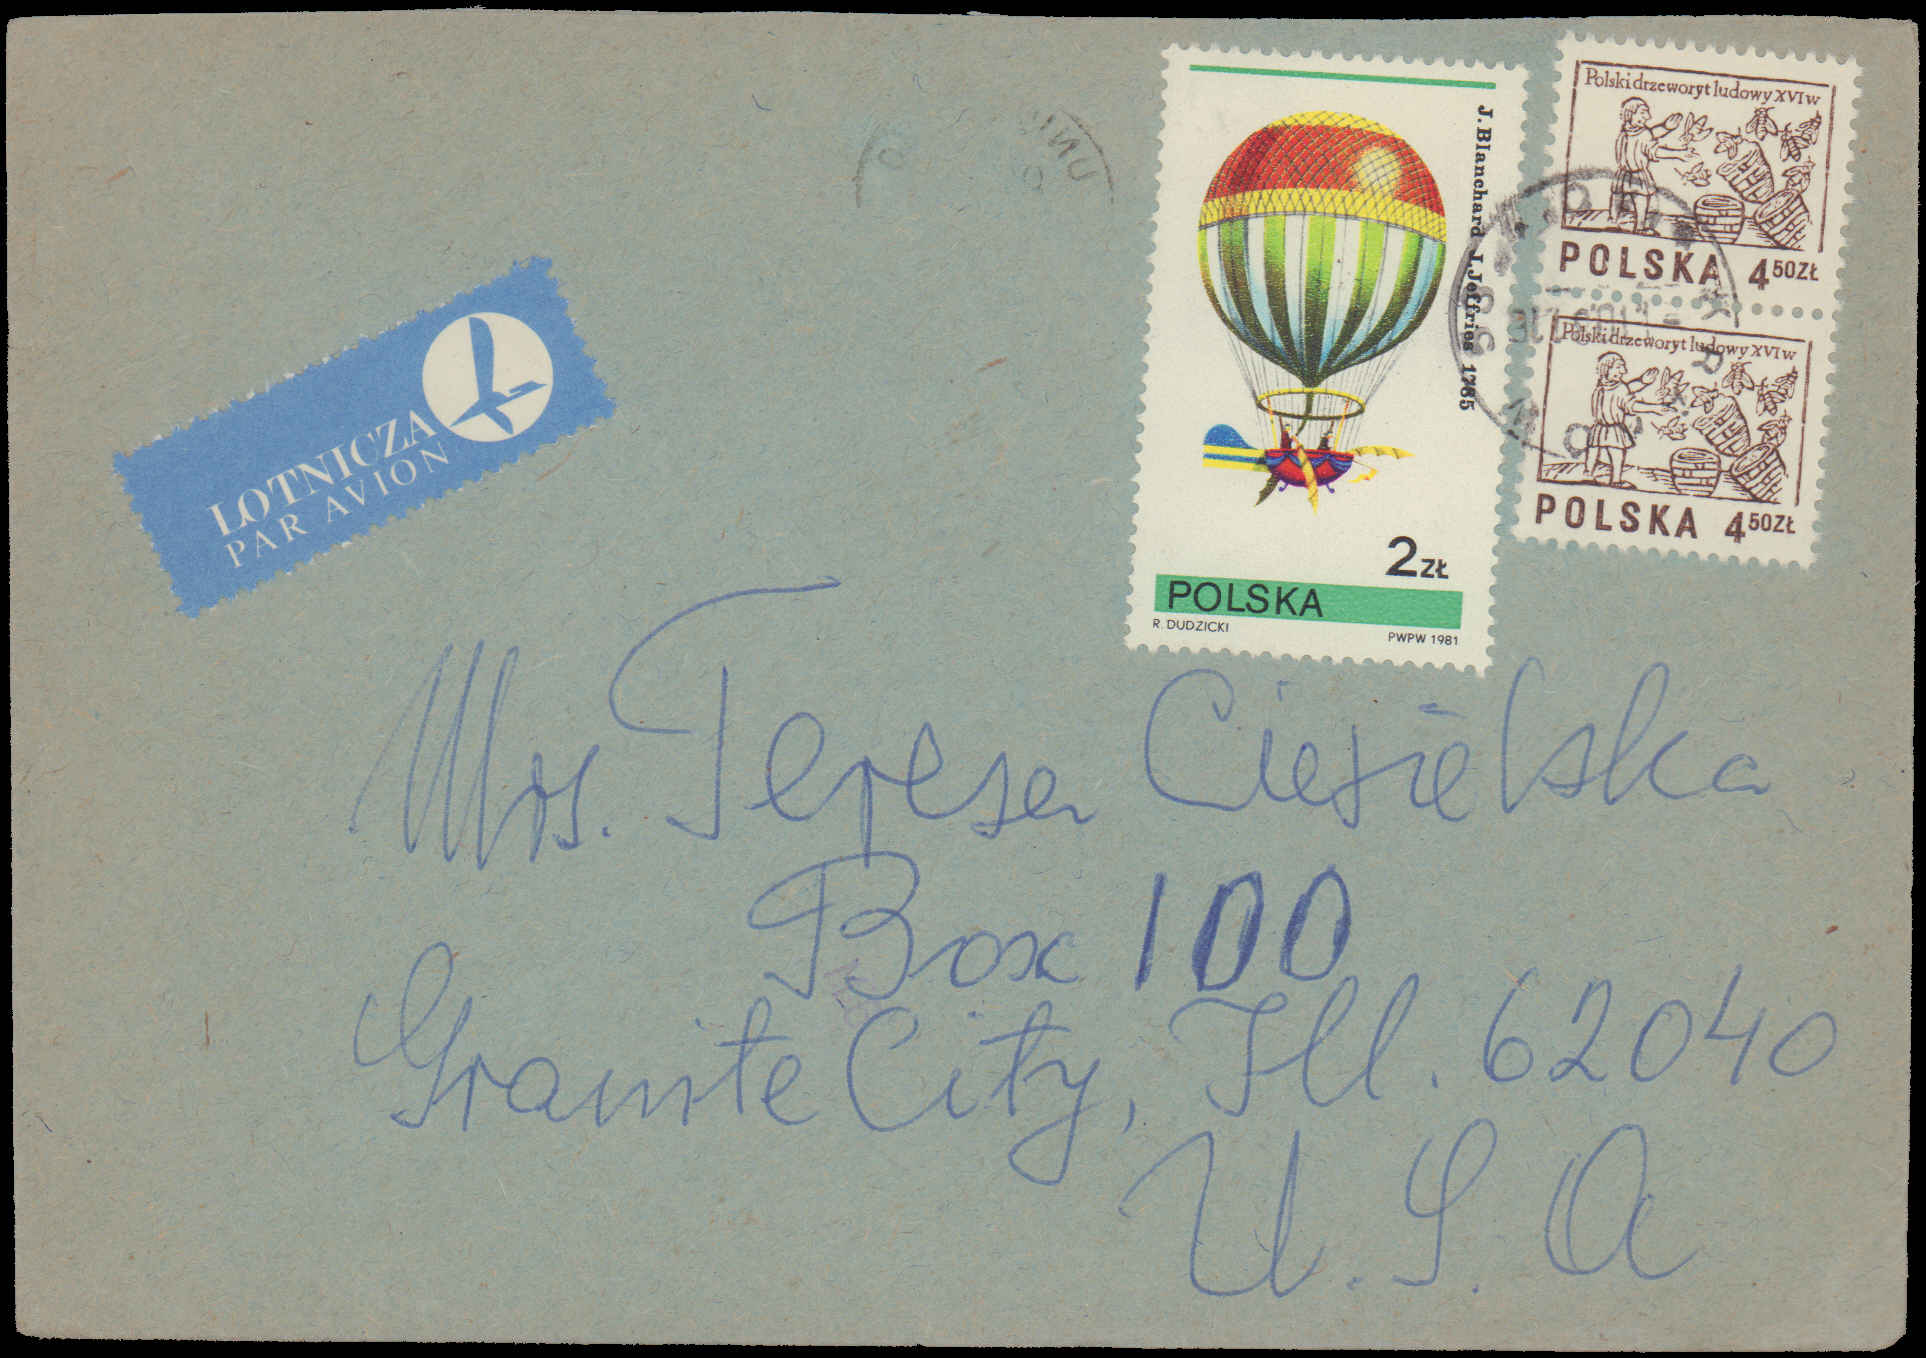 LOTNICZA
PAR AVION
J. Blanchard J. Jeffries 1785
2 ZŁ
POLSKA
R. DUDZICKI
PWPW 1981
Polski drzeworyt ludowy XVI w
POLSKA 4 50 ZŁ
Polski drzeworyt ludowy XVI w
POLSKA 4 50 ZŁ
Mrs. Teresa Ciesielska
Box 100
Granite City, Ill. 62040
U.S.A